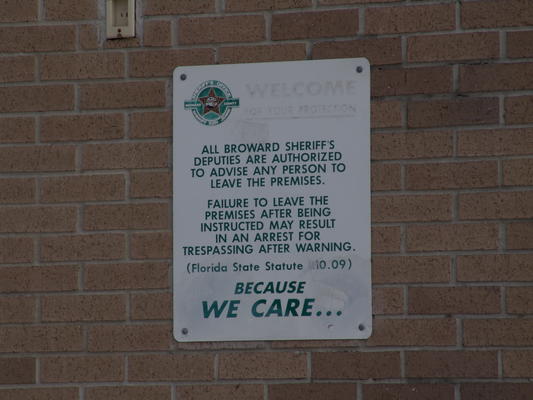 WELCOME
FOR YOUR PROTECTION
ALL BROWARD SHERIFF'S
DEPUTIES ARE AUTHORIZED
TO ADVISE ANY PERSON TO
LEAVE THE PREMISES.
FAILURE TO LEAVE THE
PREMISES AFTER BEING
INSTRUCTED MAY RESULT
IN AN ARREST FOR
TRESPASSING AFTER WARNING.
(Florida State Statute 10.09)
BECAUSE
WE CARE...